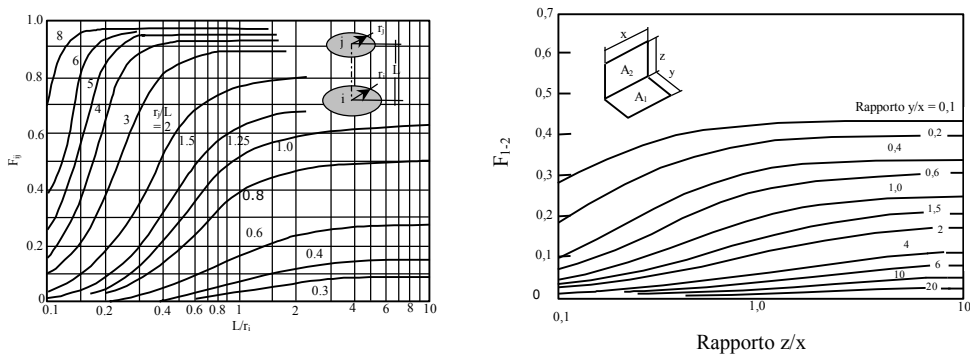 1.0
0.8
0.6
0.4
0.2
0
F_ij
8
6
5
4
3
r_j/L
= 2
1.5
1.25
1.0
0.8
0.6
0.4
0.3
j
r_j
L
r_i
i
0.1 0.2 0.4 0.6 0.8 1 2 4 6 8 10
L/r_i
0,7
0,6
0,5
0,4
0,3
0,2
0,1
0
F_1-2
x
z
y
A_2
A_1
Rapporto y/x = 0,1
0,2
0,4
0,6
1,0
1,5
2
4
6
10
20
0,1 1,0 10
Rapporto z/x